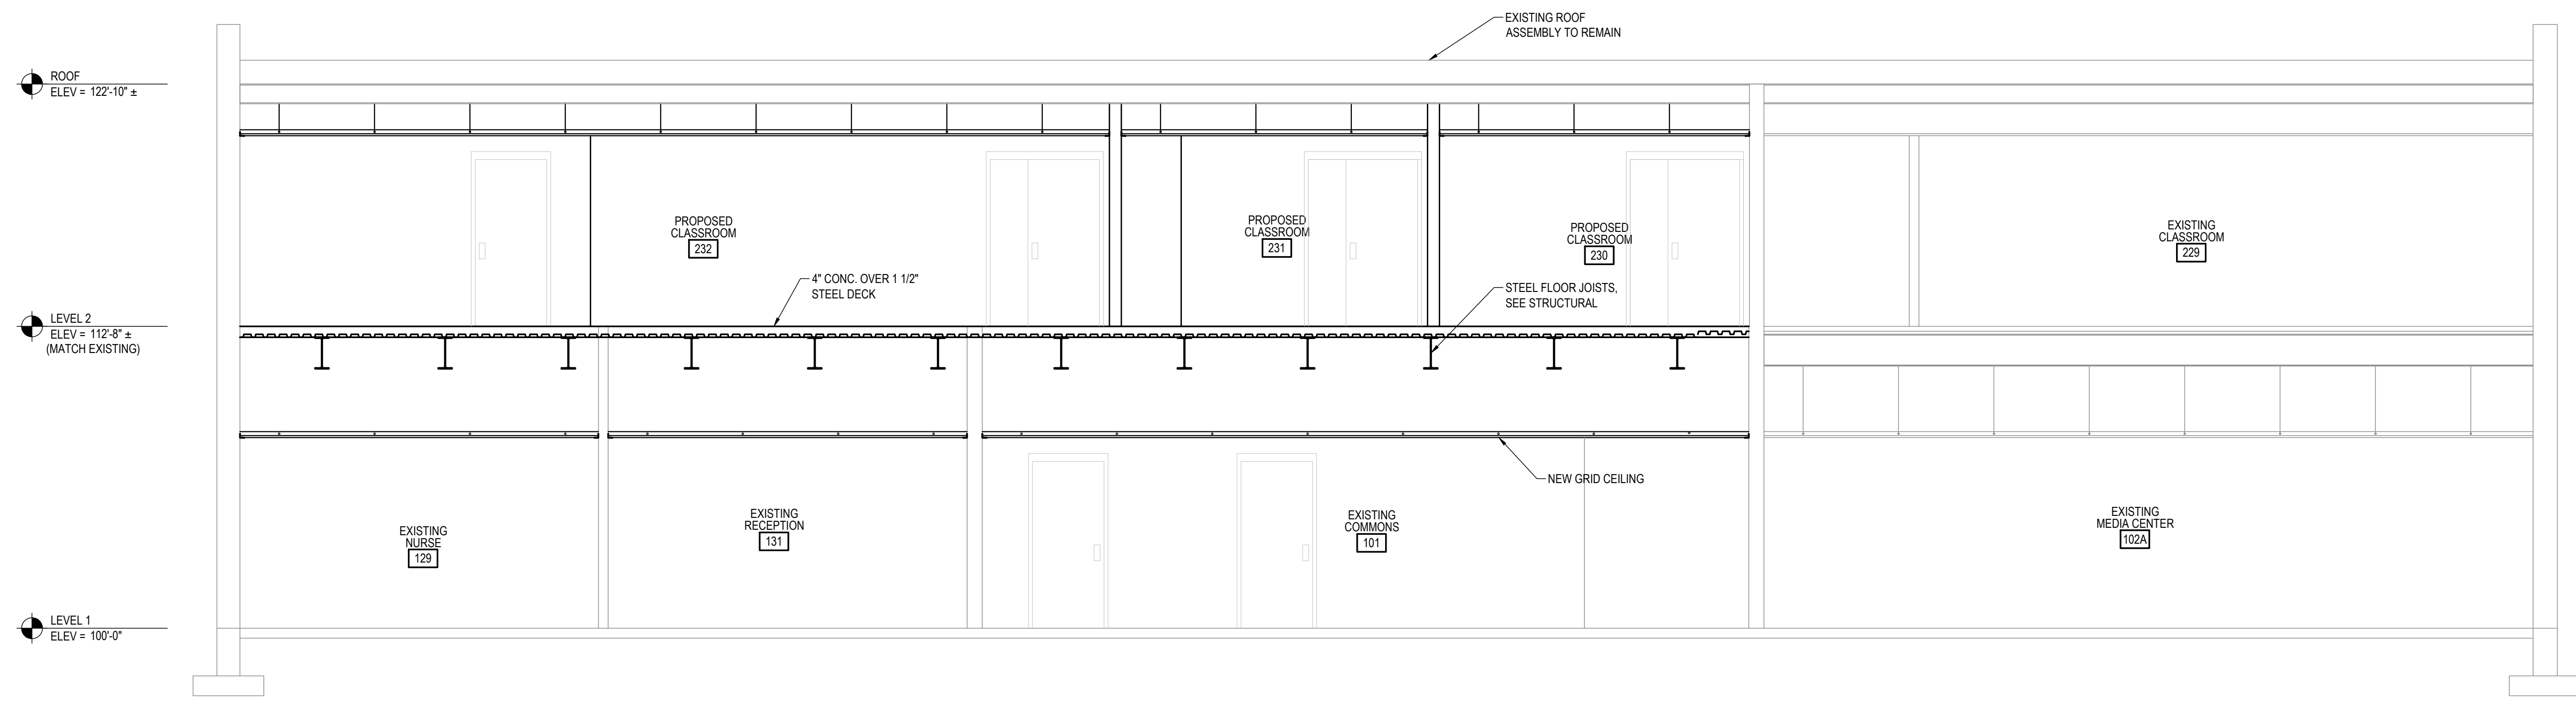 EXISTING ROOF
ASSEMBLY TO REMAIN
ROOF
ELEV = 122'-10" ±
PROPOSED
CLASSROOM
232
PROPOSED
CLASSROOM
231
PROPOSED
CLASSROOM
230
EXISTING
CLASSROOM
229
4" CONC. OVER 1 1/2"
STEEL DECK
STEEL FLOOR JOISTS,
SEE STRUCTURAL
LEVEL 2
ELEV = 112'-8" ±
(MATCH EXISTING)
NEW GRID CEILING
EXISTING
NURSE
129
EXISTING
RECEPTION
131
EXISTING
COMMONS
101
EXISTING
MEDIA CENTER
102A
LEVEL 1
ELEV = 100'-0"